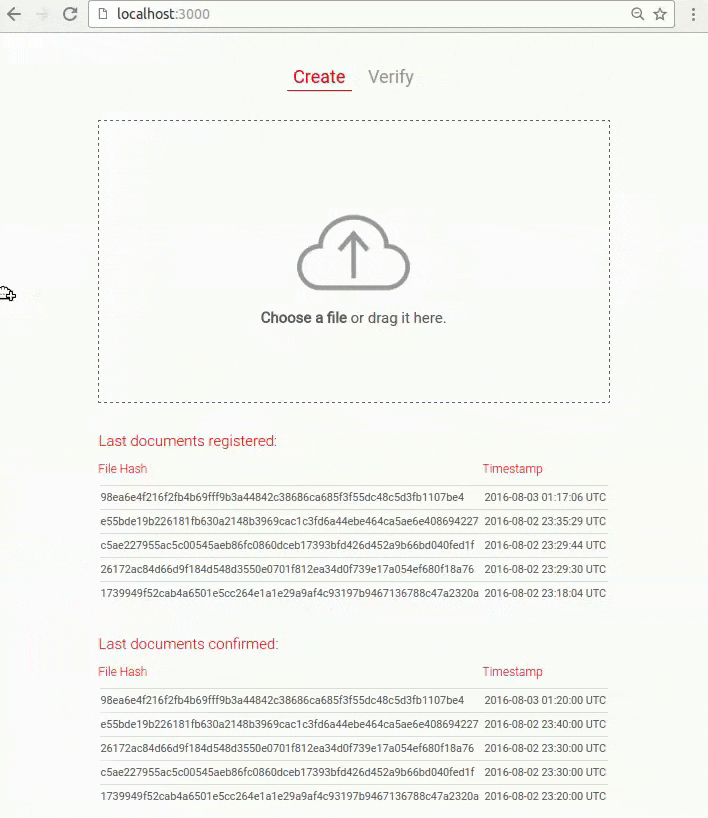 localhost:3000
Create Verify
Choose a file or drag it here.
Last documents registered:
File Hash Timestamp
98ea6e4f216f2fb4b69fff9b3a44842c38686ca685f3f55dc48c5d3fb1107be4 2016-08-03 01:17:06 UTC
e55bde19b226181fb630a2148b3969cac1c3fd6a44ebe464ca5ae6e408694227 2016-08-02 23:35:29 UTC
c5ae227955ac5c00545aeb86fc0860dceb17393bfd426d452a9b66bd040fed1f 2016-08-02 23:29:44 UTC
26172ac84d66d9f184d548d3550e0701f812ea34d0f739e17a054ef680f18a76 2016-08-02 23:29:30 UTC
1739949f52cab4a6501e5cc264e1a1e29a9af4c93197b9467136788c47a2320a 2016-08-02 23:18:04 UTC
Last documents confirmed:
File Hash Timestamp
98ea6e4f216f2fb4b69fff9b3a44842c38686ca685f3f55dc48c5d3fb1107be4 2016-08-03 01:20:00 UTC
e55bde19b226181fb630a2148b3969cac1c3fd6a44ebe464ca5ae6e408694227 2016-08-02 23:40:00 UTC
26172ac84d66d9f184d548d3550e0701f812ea34d0f739e17a054ef680f18a76 2016-08-02 23:30:00 UTC
c5ae227955ac5c00545aeb86fc0860dceb17393bfd426d452a9b66bd040fed1f 2016-08-02 23:30:00 UTC
1739949f52cab4a6501e5cc264e1a1e29a9af4c93197b9467136788c47a2320a 2016-08-02 23:20:00 UTC